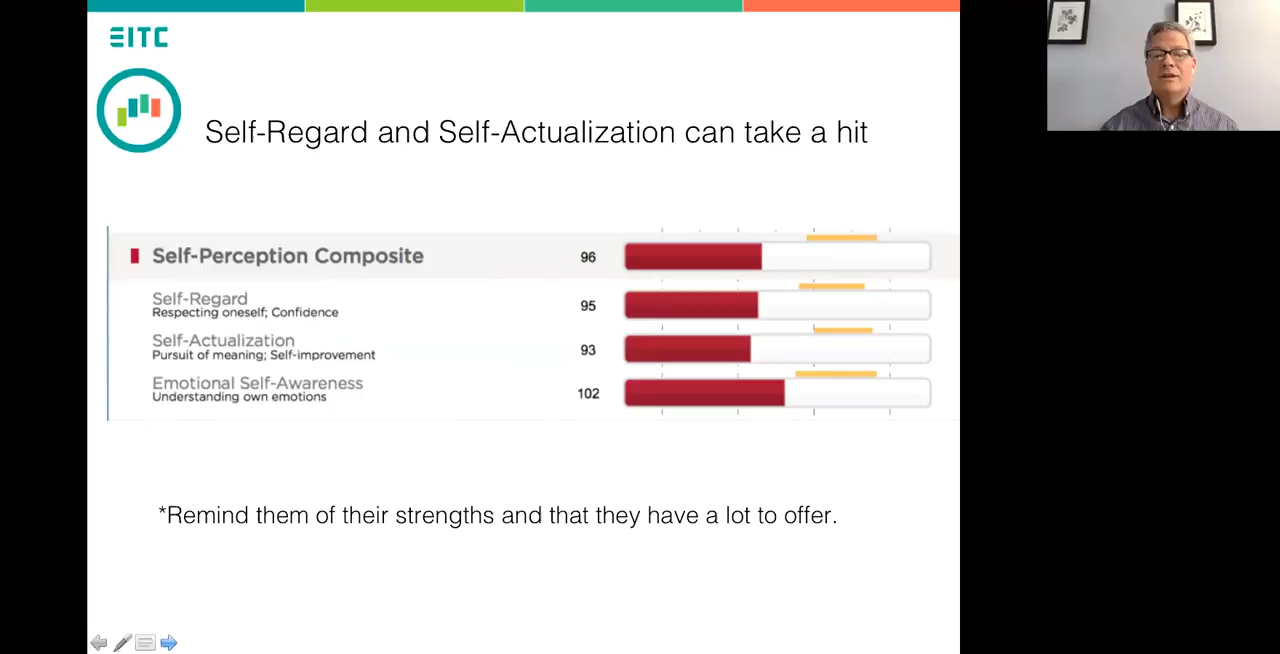 EITC
Self-Regard and Self-Actualization can take a hit
Self-Perception Composite 96
Self-Regard 95
Respecting oneself; Confidence
Self-Actualization 93
Pursuit of meaning; Self-improvement
Emotional Self-Awareness 102
Understanding own emotions
*Remind them of their strengths and that they have a lot to offer.